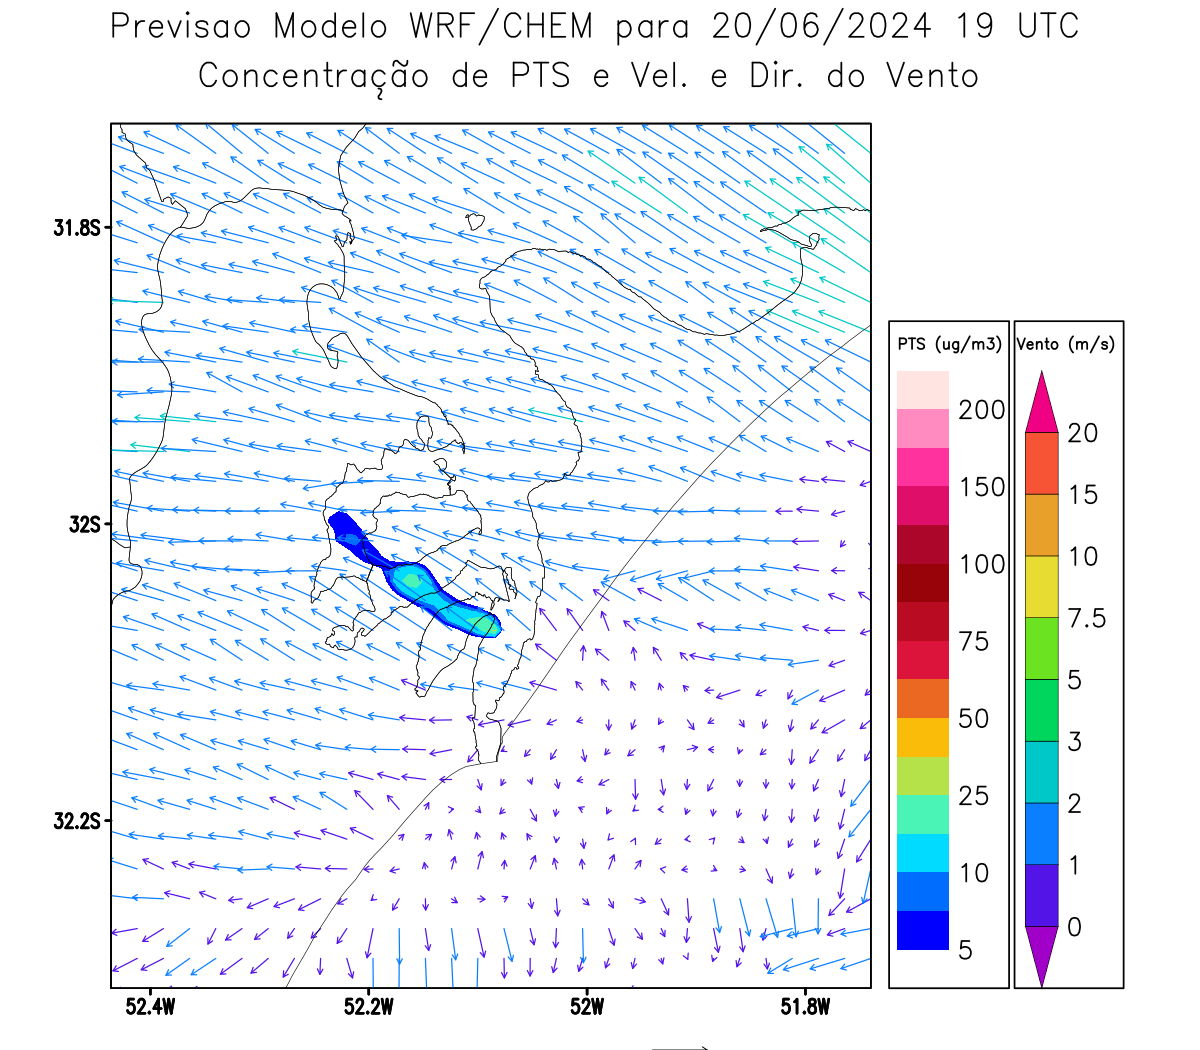 Previsao Modelo WRF/CHEM para 20/06/2024 19 UTC
Concentração de PTS e Vel. e Dir. do Vento
31.8S
32S
32.2S
52.4W 52.2W 52W 51.8W
PTS (ug/m3)
200
150
100
75
50
25
10
5
Vento (m/s)
20
15
10
7.5
5
3
2
1
0